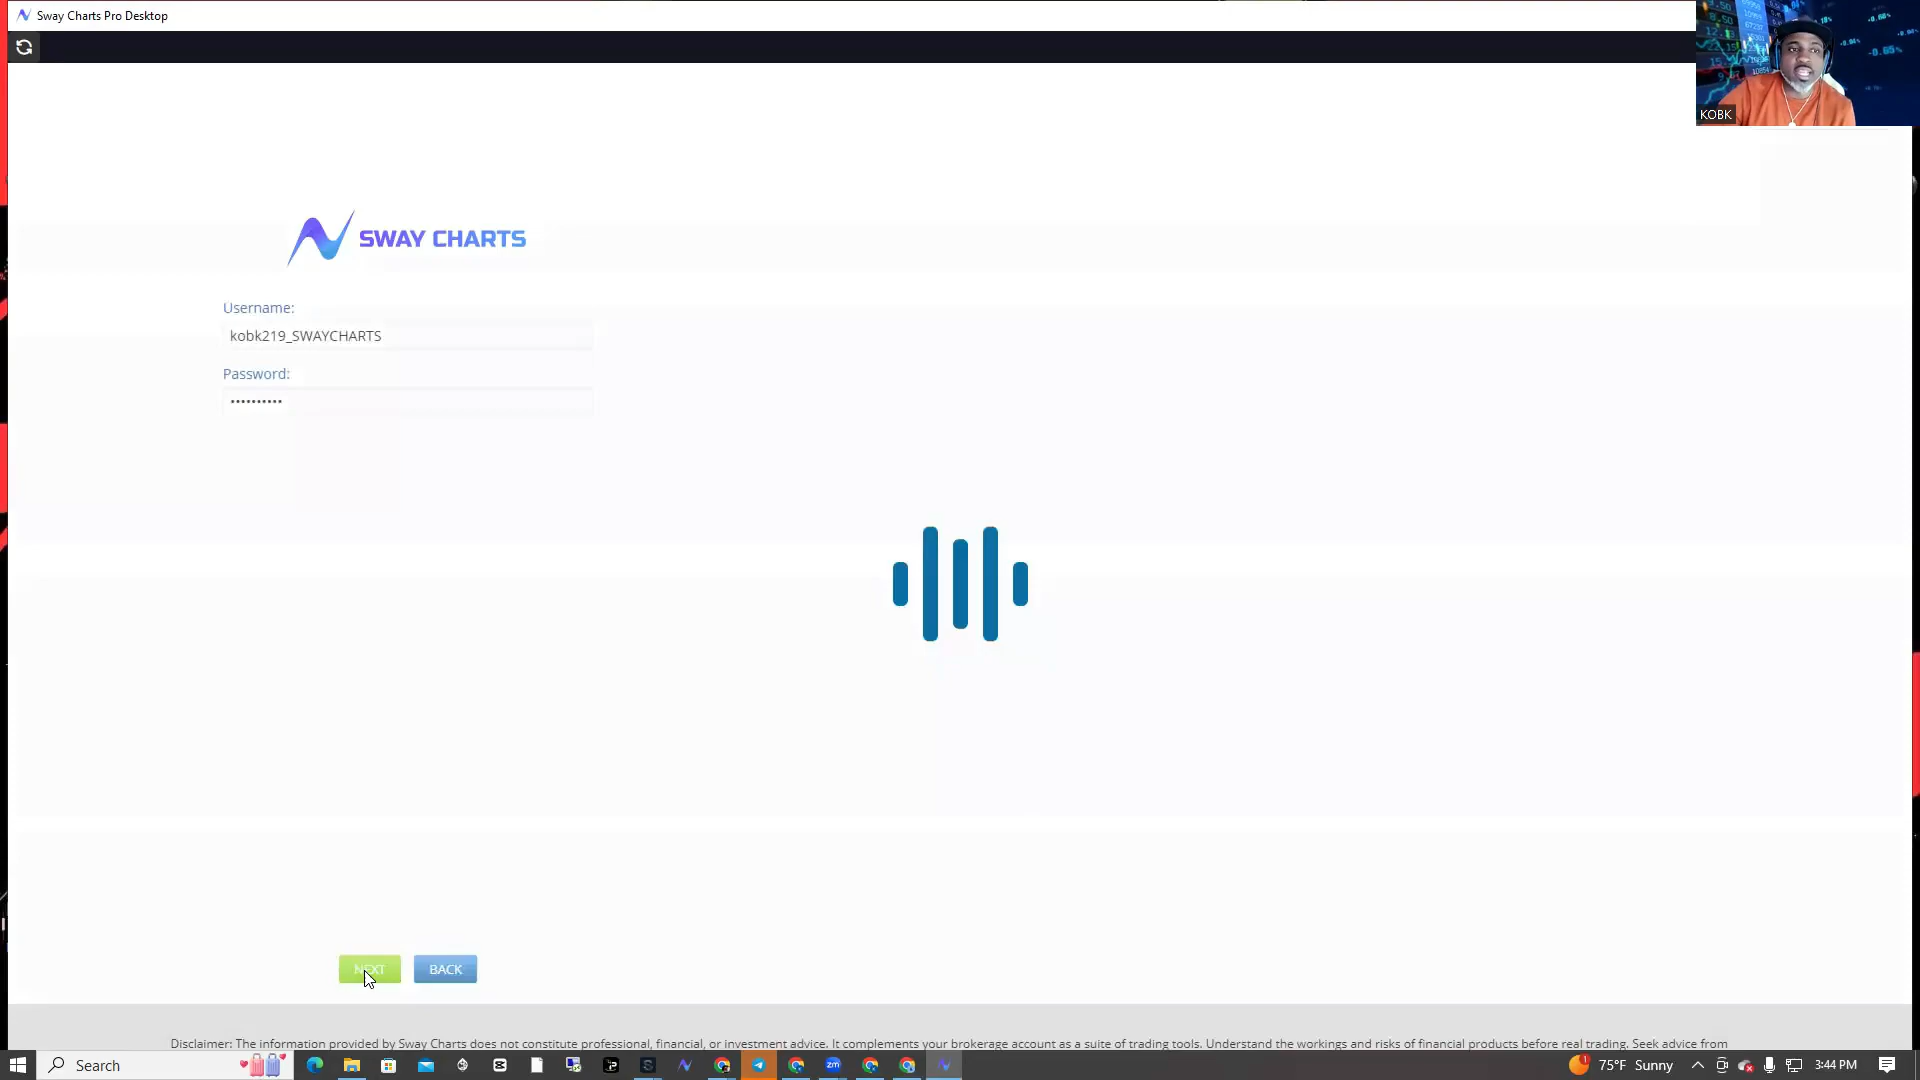 Sway Charts Pro Desktop
KOBK
SWAY CHARTS
Username:
kobk219_SWAYCHARTS
Password:
••••••••••
NEXT
BACK
Disclaimer: The information provided by Sway Charts does not constitute professional, financial, or investment advice. It complements your brokerage account as a suite of trading tools. Understand the workings and risks of financial products before real trading. Seek advice from
Search
zm
75°F Sunny
3:44 PM